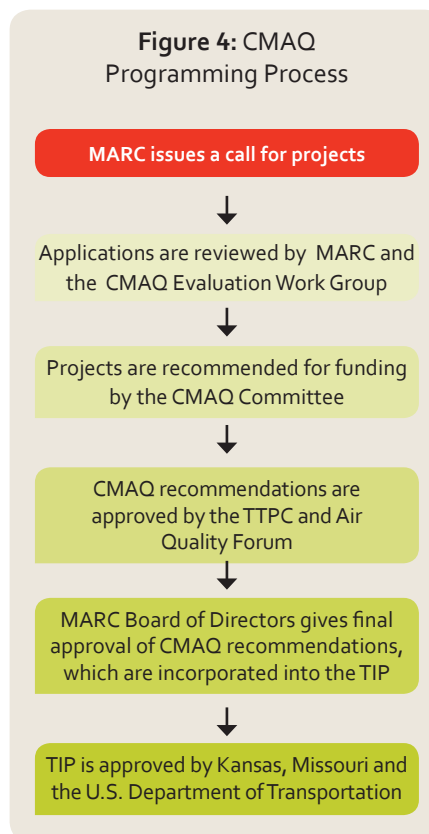 Figure 4: CMAQ
Programming Process
MARC issues a call for projects
Applications are reviewed by MARC and
the CMAQ Evaluation Work Group
Projects are recommended for funding
by the CMAQ Committee
CMAQ recommendations are
approved by the TTPC and Air
Quality Forum
MARC Board of Directors gives final
approval of CMAQ recommendations,
which are incorporated into the TIP
TIP is approved by Kansas, Missouri and
the U.S. Department of Transportation